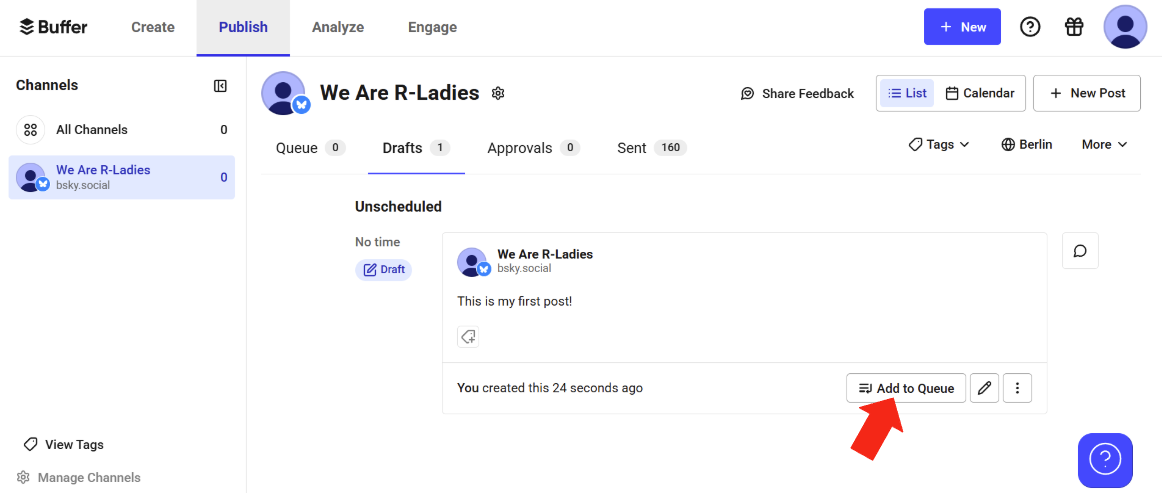 Buffer
Create
Publish
Analyze
Engage
+ New
Channels
All Channels 0
We Are R-Ladies
bsky.social
0
View Tags
Manage Channels
We Are R-Ladies
Share Feedback
List
Calendar
+ New Post
Queue 0
Drafts 1
Approvals 0
Sent 160
Tags
Berlin
More
Unscheduled
No time
Draft
We Are R-Ladies
bsky.social
This is my first post!
You created this 24 seconds ago
Add to Queue